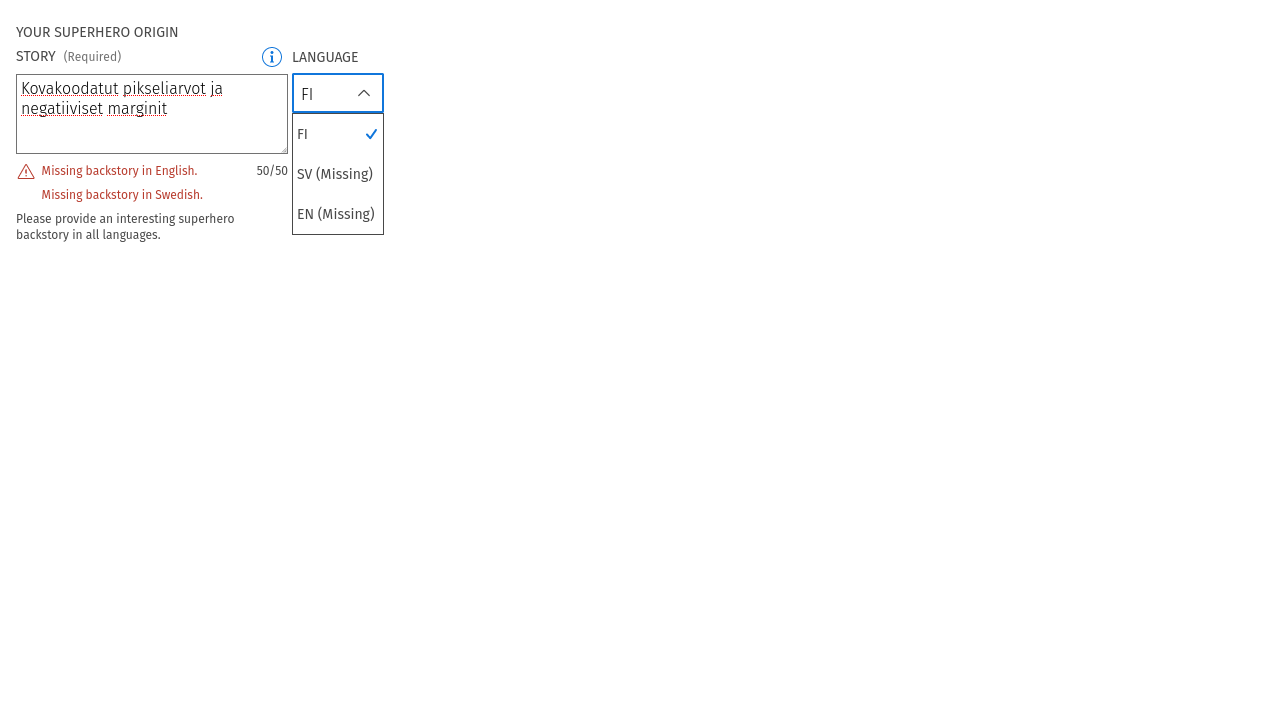 YOUR SUPERHERO ORIGIN
STORY (Required)
LANGUAGE
Kovakoodatut pikseliarvot ja
negatiiviset marginit
FI
FI
SV (Missing)
EN (Missing)
Missing backstory in English.
50/50
Missing backstory in Swedish.
Please provide an interesting superhero
backstory in all languages.